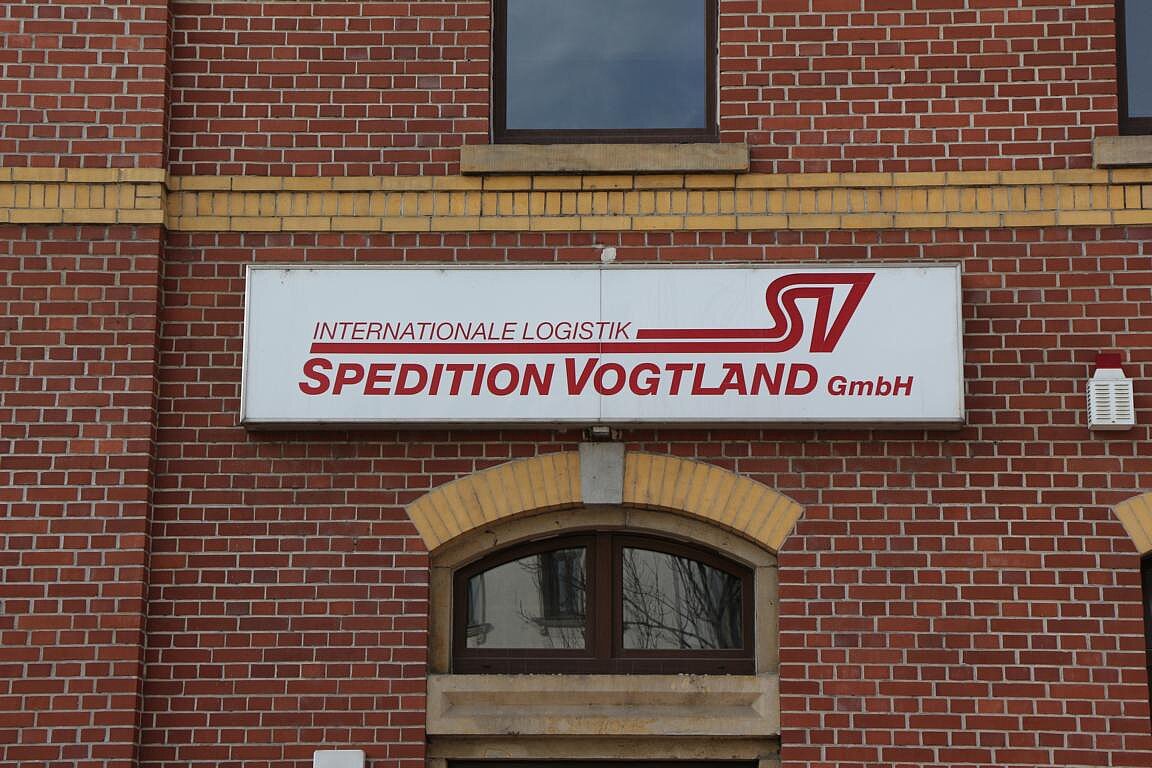 SV
INTERNATIONALE LOGISTIK
SPEDITION VOGTLAND GmbH